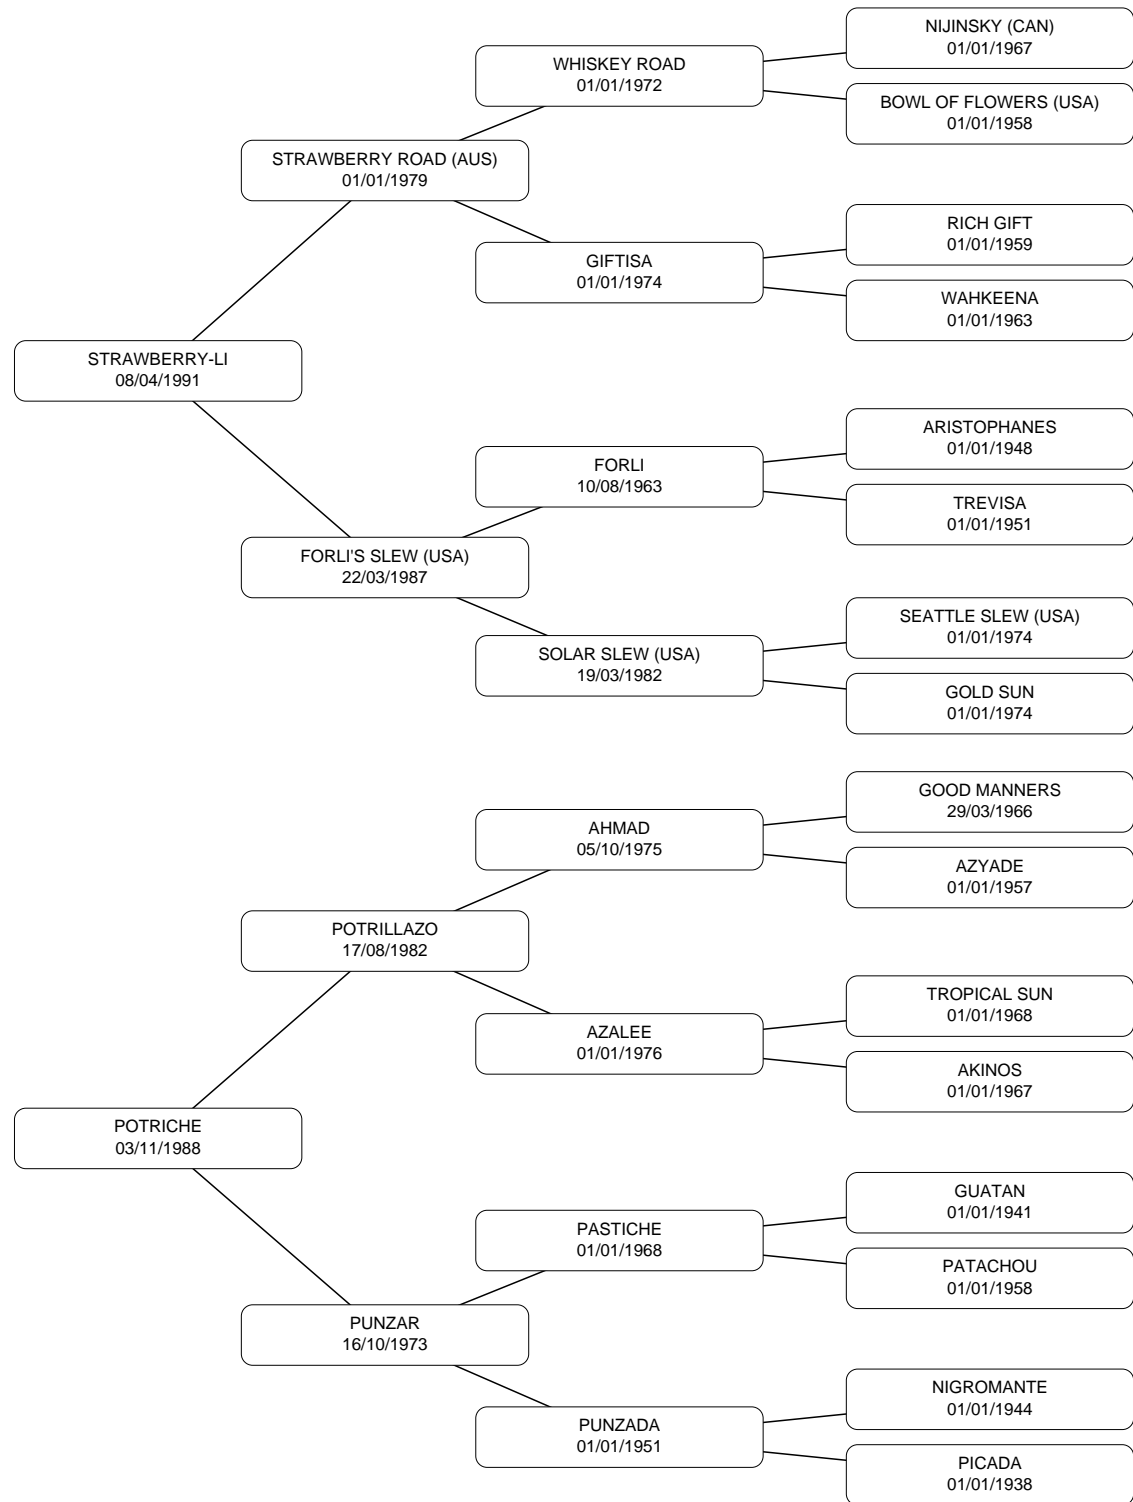 NIJINSKY (CAN)
01/01/1967
WHISKEY ROAD
01/01/1972
BOWL OF FLOWERS (USA)
01/01/1958
STRAWBERRY ROAD (AUS)
01/01/1979
RICH GIFT
01/01/1959
GIFTISA
01/01/1974
WAHKEENA
01/01/1963
STRAWBERRY-LI
08/04/1991
ARISTOPHANES
01/01/1948
FORLI
10/08/1963
TREVISA
01/01/1951
FORLI'S SLEW (USA)
22/03/1987
SEATTLE SLEW (USA)
01/01/1974
SOLAR SLEW (USA)
19/03/1982
GOLD SUN
01/01/1974
GOOD MANNERS
29/03/1966
AHMAD
05/10/1975
AZYADE
01/01/1957
POTRILLAZO
17/08/1982
TROPICAL SUN
01/01/1968
AZALEE
01/01/1976
AKINOS
01/01/1967
POTRICHE
03/11/1988
GUATAN
01/01/1941
PASTICHE
01/01/1968
PATACHOU
01/01/1958
PUNZAR
16/10/1973
NIGROMANTE
01/01/1944
PUNZADA
01/01/1951
PICADA
01/01/1938